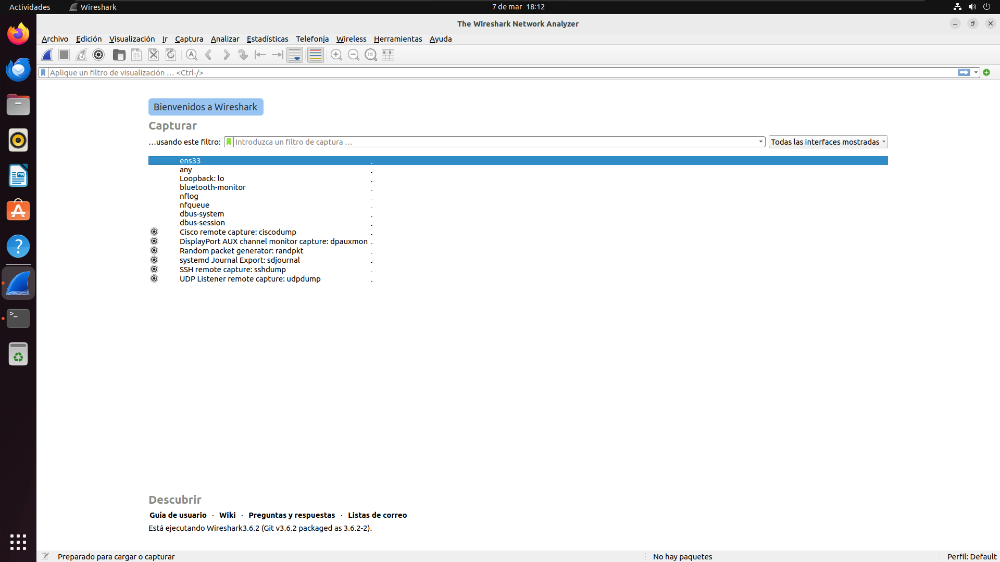 Actividades Wireshark 7 de mar 18:12
The Wireshark Network Analyzer
Archivo Edición Visualización Ir Captura Analizar Estadísticas Telefonía Wireless Herramientas Ayuda
Aplique un filtro de visualización … <Ctrl-/>
Bienvenidos a Wireshark
Capturar
…usando este filtro: Introduzca un filtro de captura … Todas las interfaces mostradas
ens33
any
Loopback: lo
bluetooth-monitor
nflog
nfqueue
dbus-system
dbus-session
Cisco remote capture: ciscodump
DisplayPort AUX channel monitor capture: dpauxmon
Random packet generator: randpkt
systemd Journal Export: sdjournal
SSH remote capture: sshdump
UDP Listener remote capture: udpdump
Descubrir
Guía de usuario · Wiki · Preguntas y respuestas · Listas de correo
Está ejecutando Wireshark3.6.2 (Git v3.6.2 packaged as 3.6.2-2).
Preparado para cargar o capturar No hay paquetes Perfil: Default